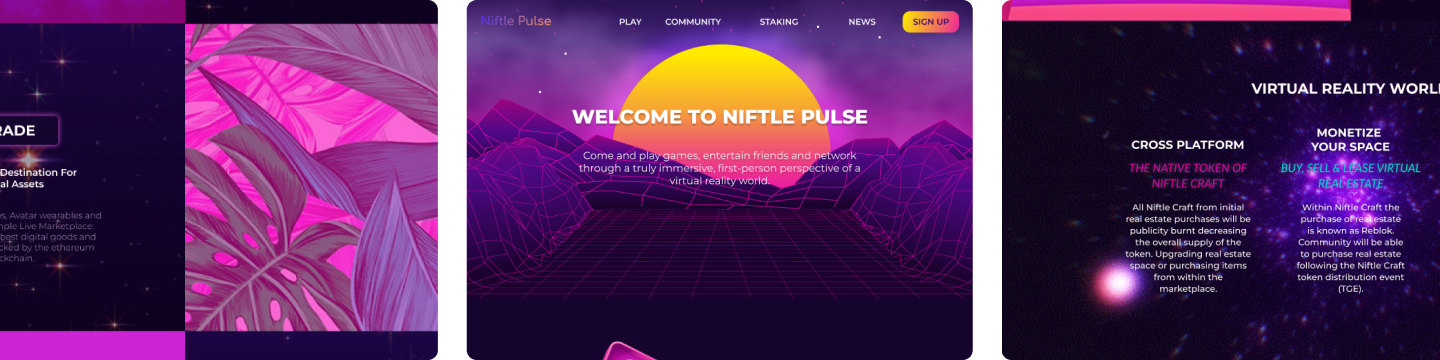 RADE
Destination For
al Assets
s, Avatar wearables and
nple Live Marketplace:
best digital goods and
cked by the ethereum
ckchain.
Niftle Pulse
PLAY
COMMUNITY
STAKING
NEWS
SIGN UP
WELCOME TO NIFTLE PULSE
Come and play games, entertain friends and network
through a truly immersive, first-person perspective of a
virtual reality world.
VIRTUAL REALITY WORL
CROSS PLATFORM
THE NATIVE TOKEN OF
NIFTLE CRAFT
All Niftle Craft from initial
real estate purchases will be
publicity burnt decreasing
the overall supply of the
token. Upgrading real estate
space or purchasing items
from within the
marketplace.
MONETIZE
YOUR SPACE
BUY, SELL & LEASE VIRTUAL
REAL ESTATE
Within Niftle Craft the
purchase of real estate
is known as Reblok.
Community will be able
to purchase real estate
following the Niftle Craft
token distribution event
(TGE).